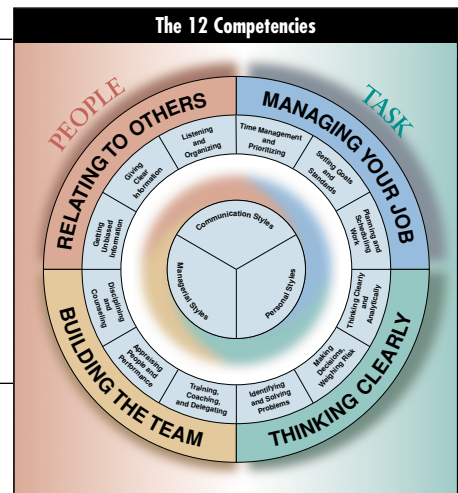 The 12 Competencies
PEOPLE
TASK
RELATING TO OTHERS
MANAGING YOUR JOB
Listening
and
Organizing
Giving
Clear
Information
Getting
Unbiased
Information
Time Management
and
Prioritizing
Setting Goals
and
Standards
Planning and
Scheduling
Work
Communication Styles
Managerial Styles
Personal Styles
Disciplining
and
Counseling
Appraising
People and
Performance
Training,
Coaching,
and Delegating
Thinking Clearly
and
Analytically
Making
Decisions,
Weighing Risk
Identifying
and Solving
Problems
BUILDING THE TEAM
THINKING CLEARLY